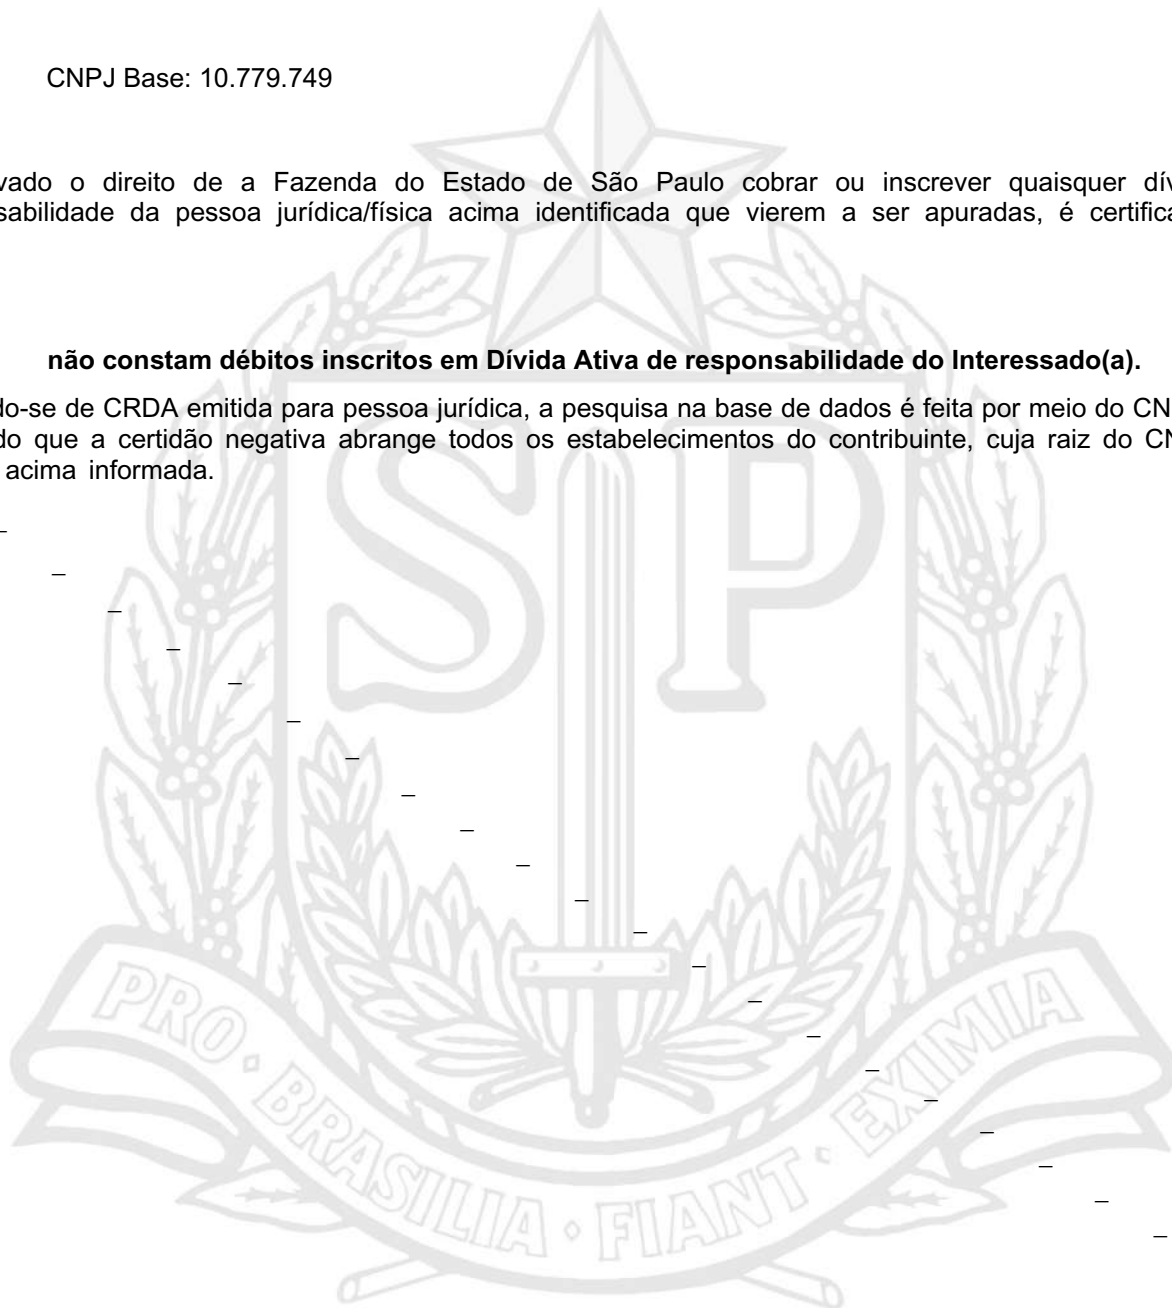 CNPJ Base: 10.779.749
vado o direito de a Fazenda do Estado de São Paulo cobrar ou inscrever quaisquer dív
sabilidade da pessoa jurídica/física acima identificada que vierem a ser apuradas, é certifica
não constam débitos inscritos em Dívida Ativa de responsabilidade do Interessado(a).
do-se de CRDA emitida para pessoa jurídica, a pesquisa na base de dados é feita por meio do CN
do que a certidão negativa abrange todos os estabelecimentos do contribuinte, cuja raiz do CN
acima informada.
SP
PRO • BRASILIA • FIANT • EXIMIA